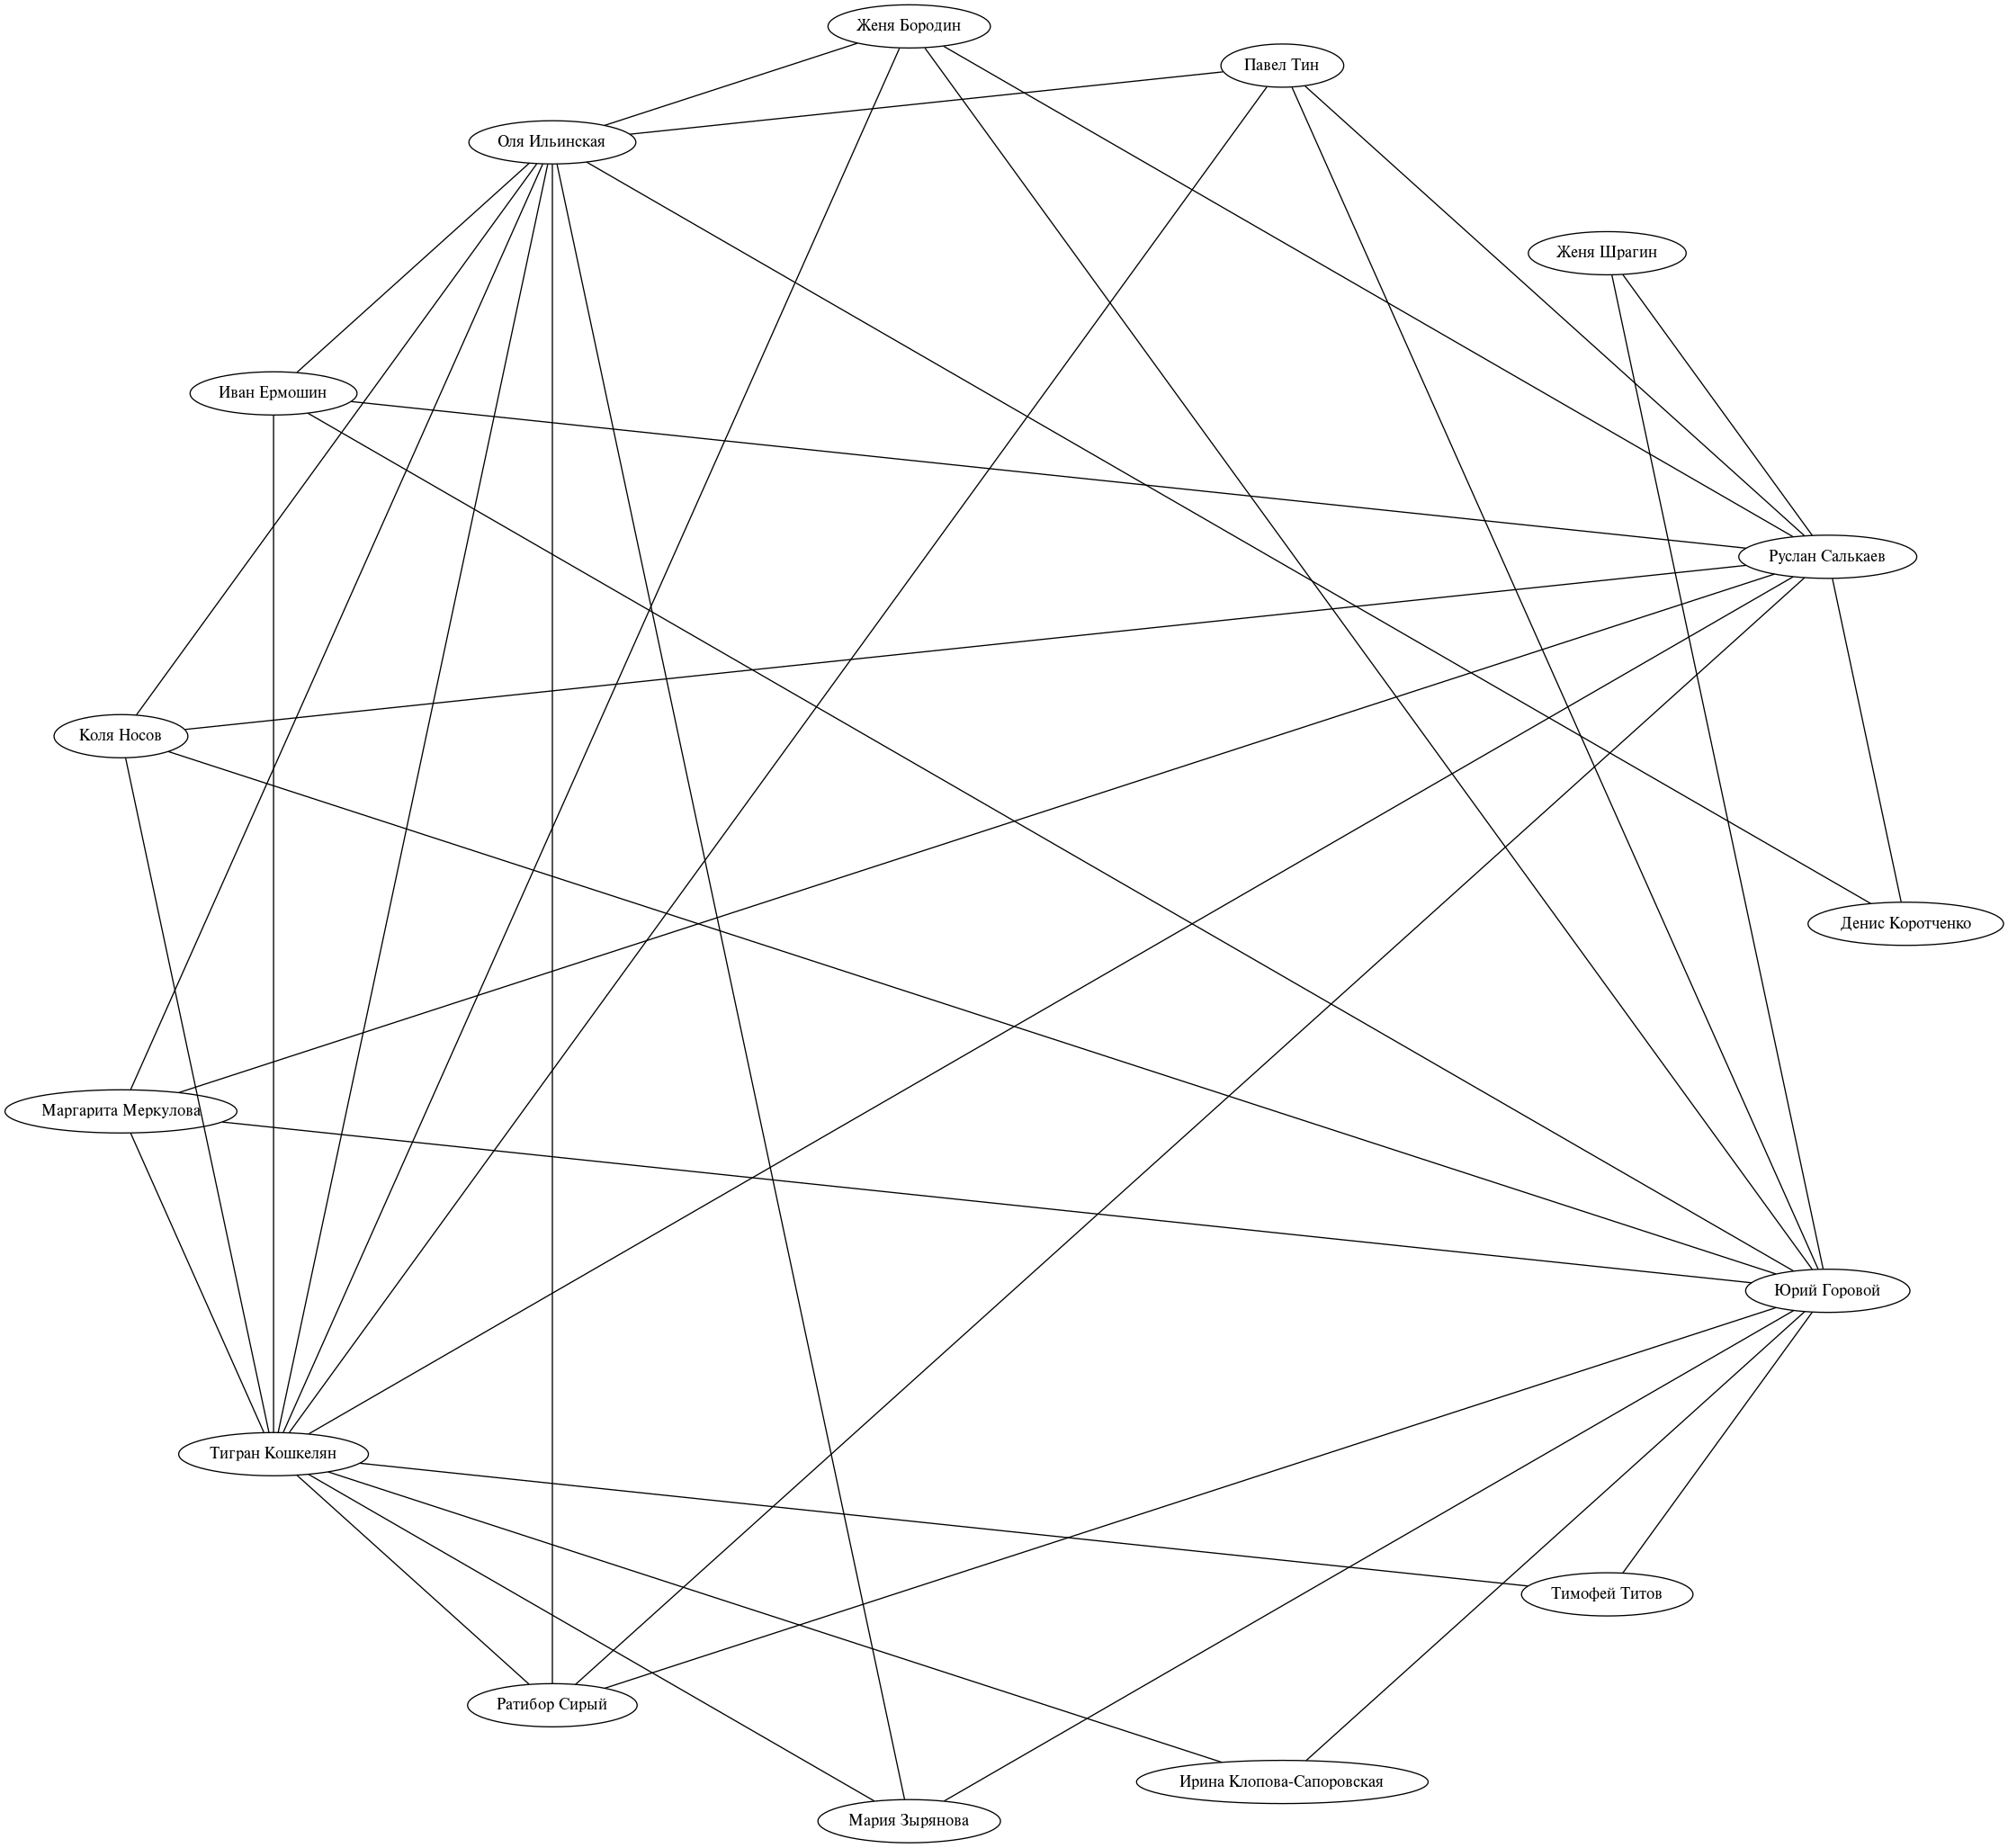 Женя Бородин
Павел Тин
Оля Ильинская
Женя Шрагин
Иван Ермошин
Руслан Салькаев
Коля Носов
Денис Коротченко
Маргарита Меркулова
Юрий Горовой
Тигран Кошкелян
Тимофей Титов
Ратибор Сирый
Ирина Клопова-Сапоровская
Мария Зырянова